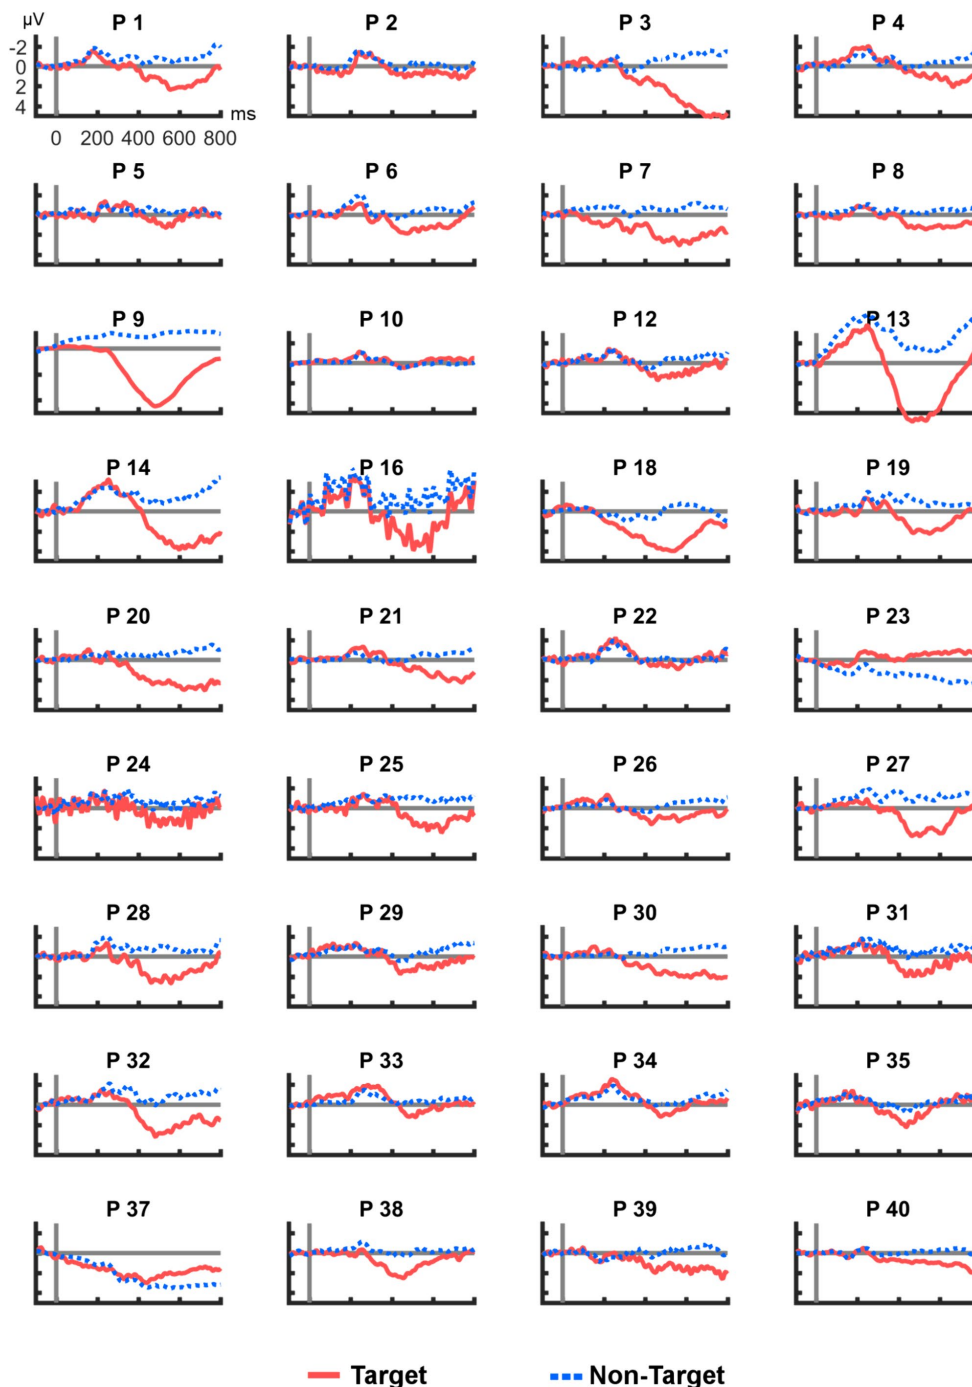 μV
P 1
P 2
P 3
P 4
-2
0
2
4
ms
0 200 400 600 800
P 5
P 6
P 7
P 8
P 9
P 10
P 12
P 13
P 14
P 16
P 18
P 19
P 20
P 21
P 22
P 23
P 24
P 25
P 26
P 27
P 28
P 29
P 30
P 31
P 32
P 33
P 34
P 35
P 37
P 38
P 39
P 40
Target
Non-Target